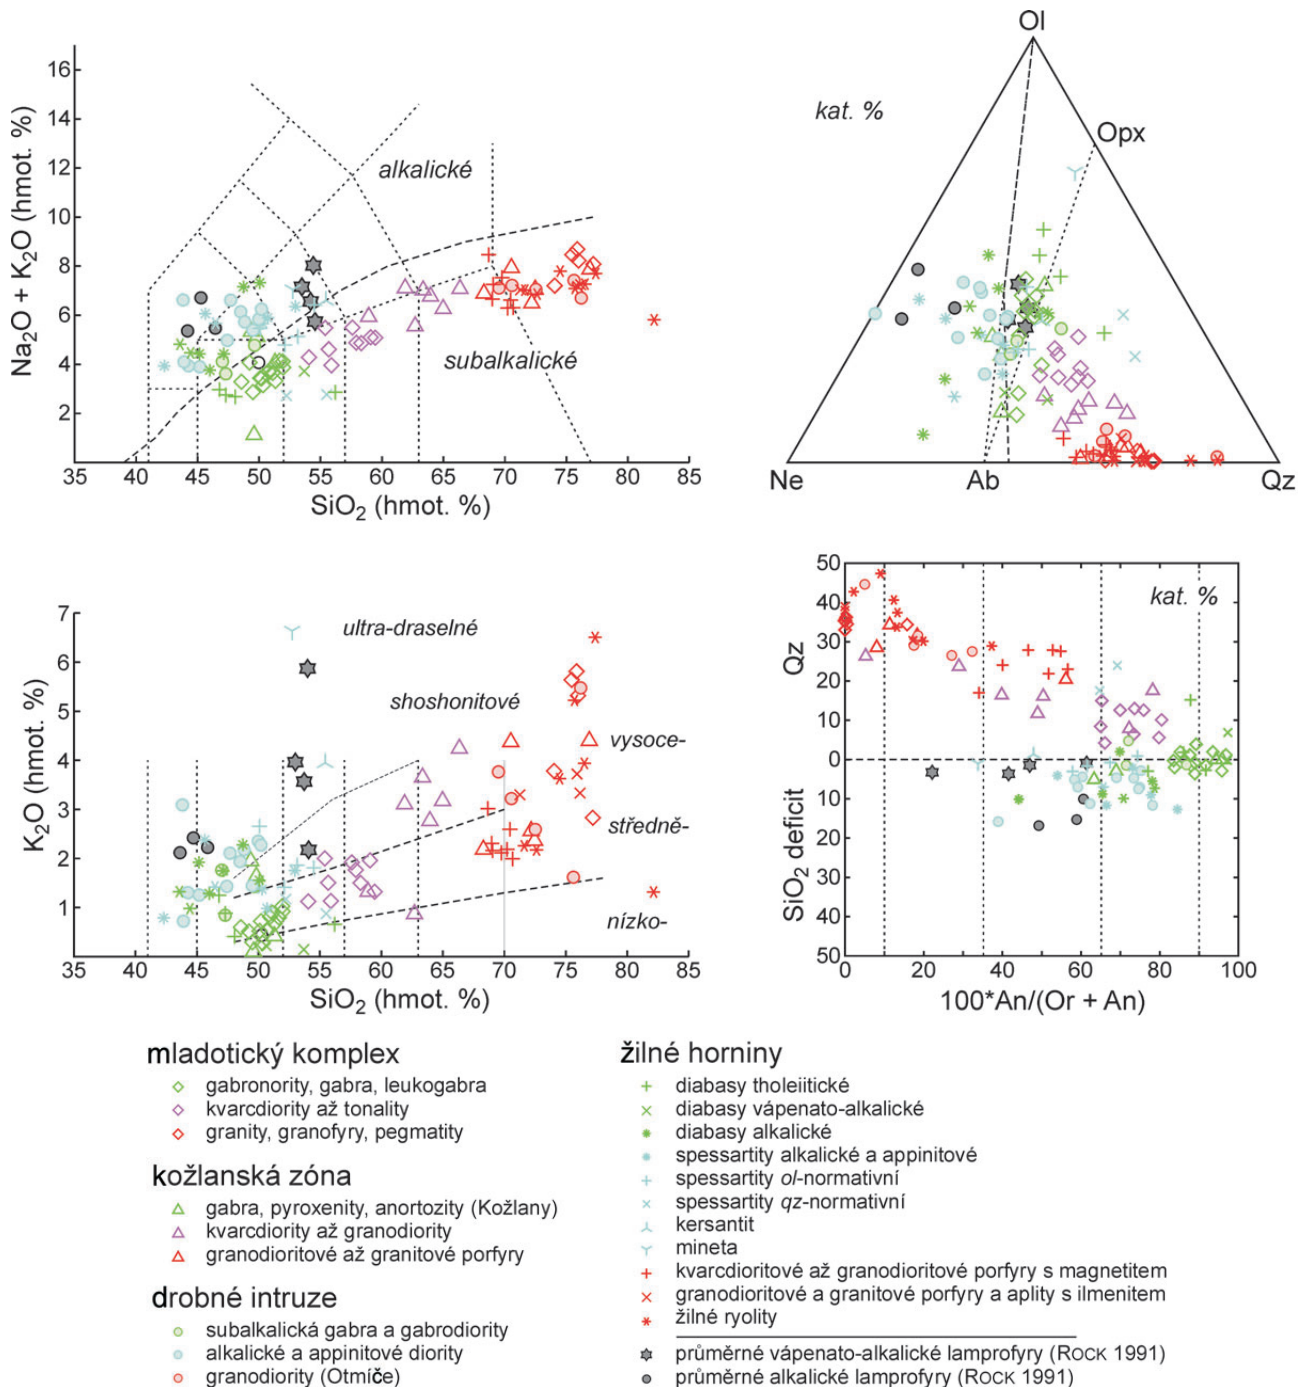 16
14
12
10
8
6
4
2
Na₂O + K₂O (hmot. %)
alkalické
subalkalické
35 40 45 50 55 60 65 70 75 80 85
SiO₂ (hmot. %)
Ol
kat. %
Opx
Ne Ab Qz
7
6
5
4
3
2
1
K₂O (hmot. %)
ultra-draselné
shoshonitové
vysoce-
středně-
nízko-
35 45 50 55 60 65 70 75 80 85
SiO₂ (hmot. %)
50
40
30
20
10
0
10
20
30
40
50
Qz
SiO₂ deficit
kat. %
0 20 40 60 80 100
100*An/(Or + An)
mladotický komplex
gabronority, gabra, leukogabra
kvarcdiority až tonality
granity, granofyry, pegmatity
kožlanská zóna
gabra, pyroxenity, anortozity (Kožlany)
kvarcdiority až granodiority
granodioritové až granitové porfyry
drobné intruze
subalkalická gabra a gabrodiority
alkalické a appinitové diority
granodiority (Otmíče)
žilné horniny
diabasy tholeiitické
diabasy vápenato-alkalické
diabasy alkalické
spessartity alkalické a appinitové
spessartity ol-normativní
spessartity qz-normativní
kersantit
mineta
kvarcdioritové až granodioritové porfyry s magnetitem
granodioritové a granitové porfyry a aplity s ilmenitem
žilné ryolity
průměrné vápenato-alkalické lamprofyry (ROCK 1991)
průměrné alkalické lamprofyry (ROCK 1991)